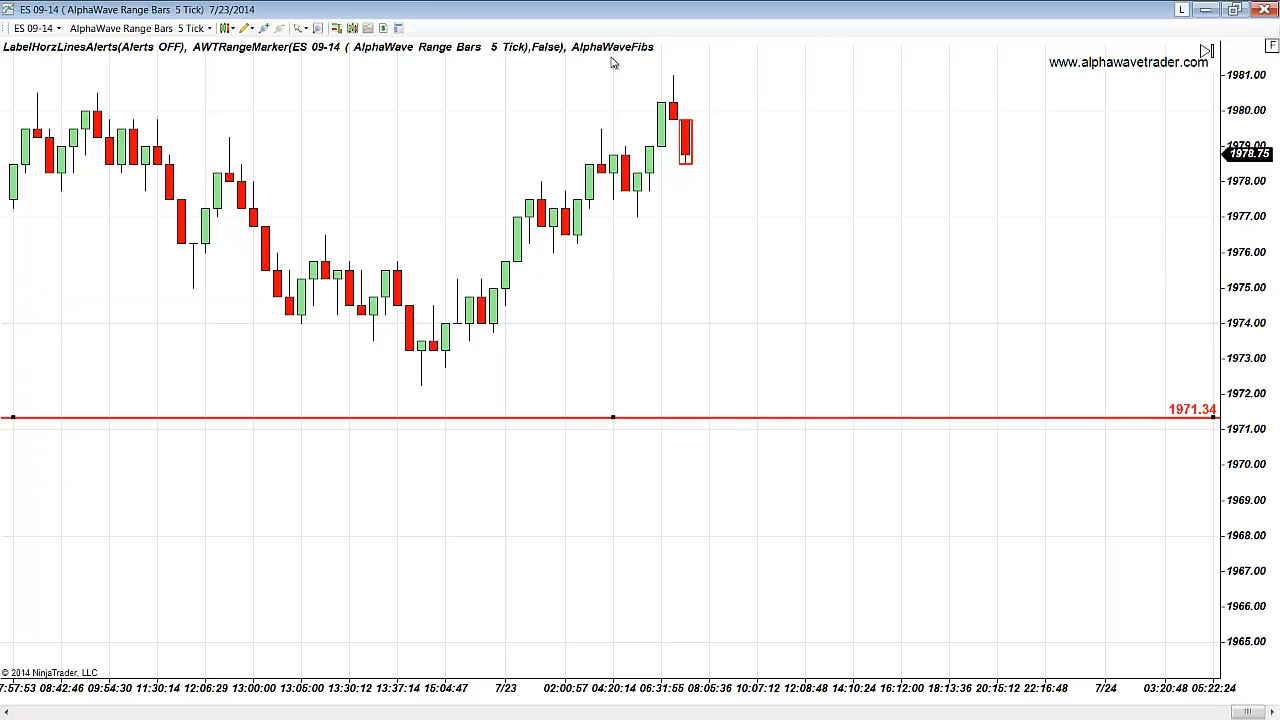 ES 09-14 ( AlphaWave Range Bars 5 Tick) 7/23/2014
L
ES 09-14 AlphaWave Range Bars 5 Tick
LabelHorzLinesAlerts(Alerts OFF), AWTRangeMarker(ES 09-14 ( AlphaWave Range Bars 5 Tick),False), AlphaWaveFibs
F
www.alphawavetrader.com
1981.00
1980.00
1979.00
1978.75
1978.00
1977.00
1976.00
1975.00
1974.00
1973.00
1972.00
1971.34
1971.00
1970.00
1969.00
1968.00
1967.00
1966.00
1965.00
© 2014 NinjaTrader, LLC
7:57:53 08:42:46 09:54:30 11:30:14 12:06:29 13:00:00 13:05:00 13:30:12 13:37:14 15:04:47 7/23 02:00:57 04:20:14 06:31:55 08:05:36 10:07:12 12:08:48 14:10:24 16:12:00 18:13:36 20:15:12 22:16:48 7/24 03:20:48 05:22:24